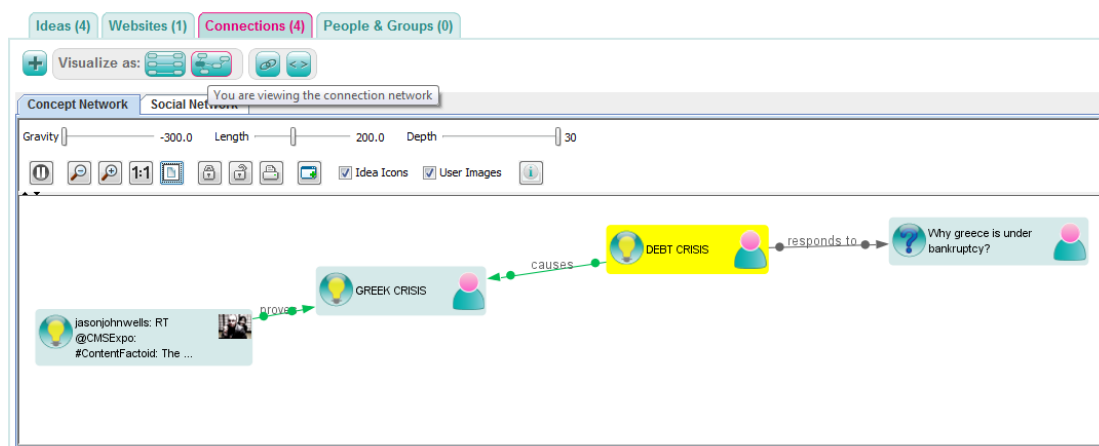 Ideas (4) Websites (1) Connections (4) People & Groups (0)
Visualize as:
You are viewing the connection network
Concept Network Social Network
Gravity -300.0 Length 200.0 Depth 30
1:1 Idea Icons User Images
DEBT CRISIS
responds to
Why greece is under
bankruptcy?
causes
GREEK CRISIS
proves
jasonjohnwells: RT
@CMSExpo:
#ContentFactoid: The ...